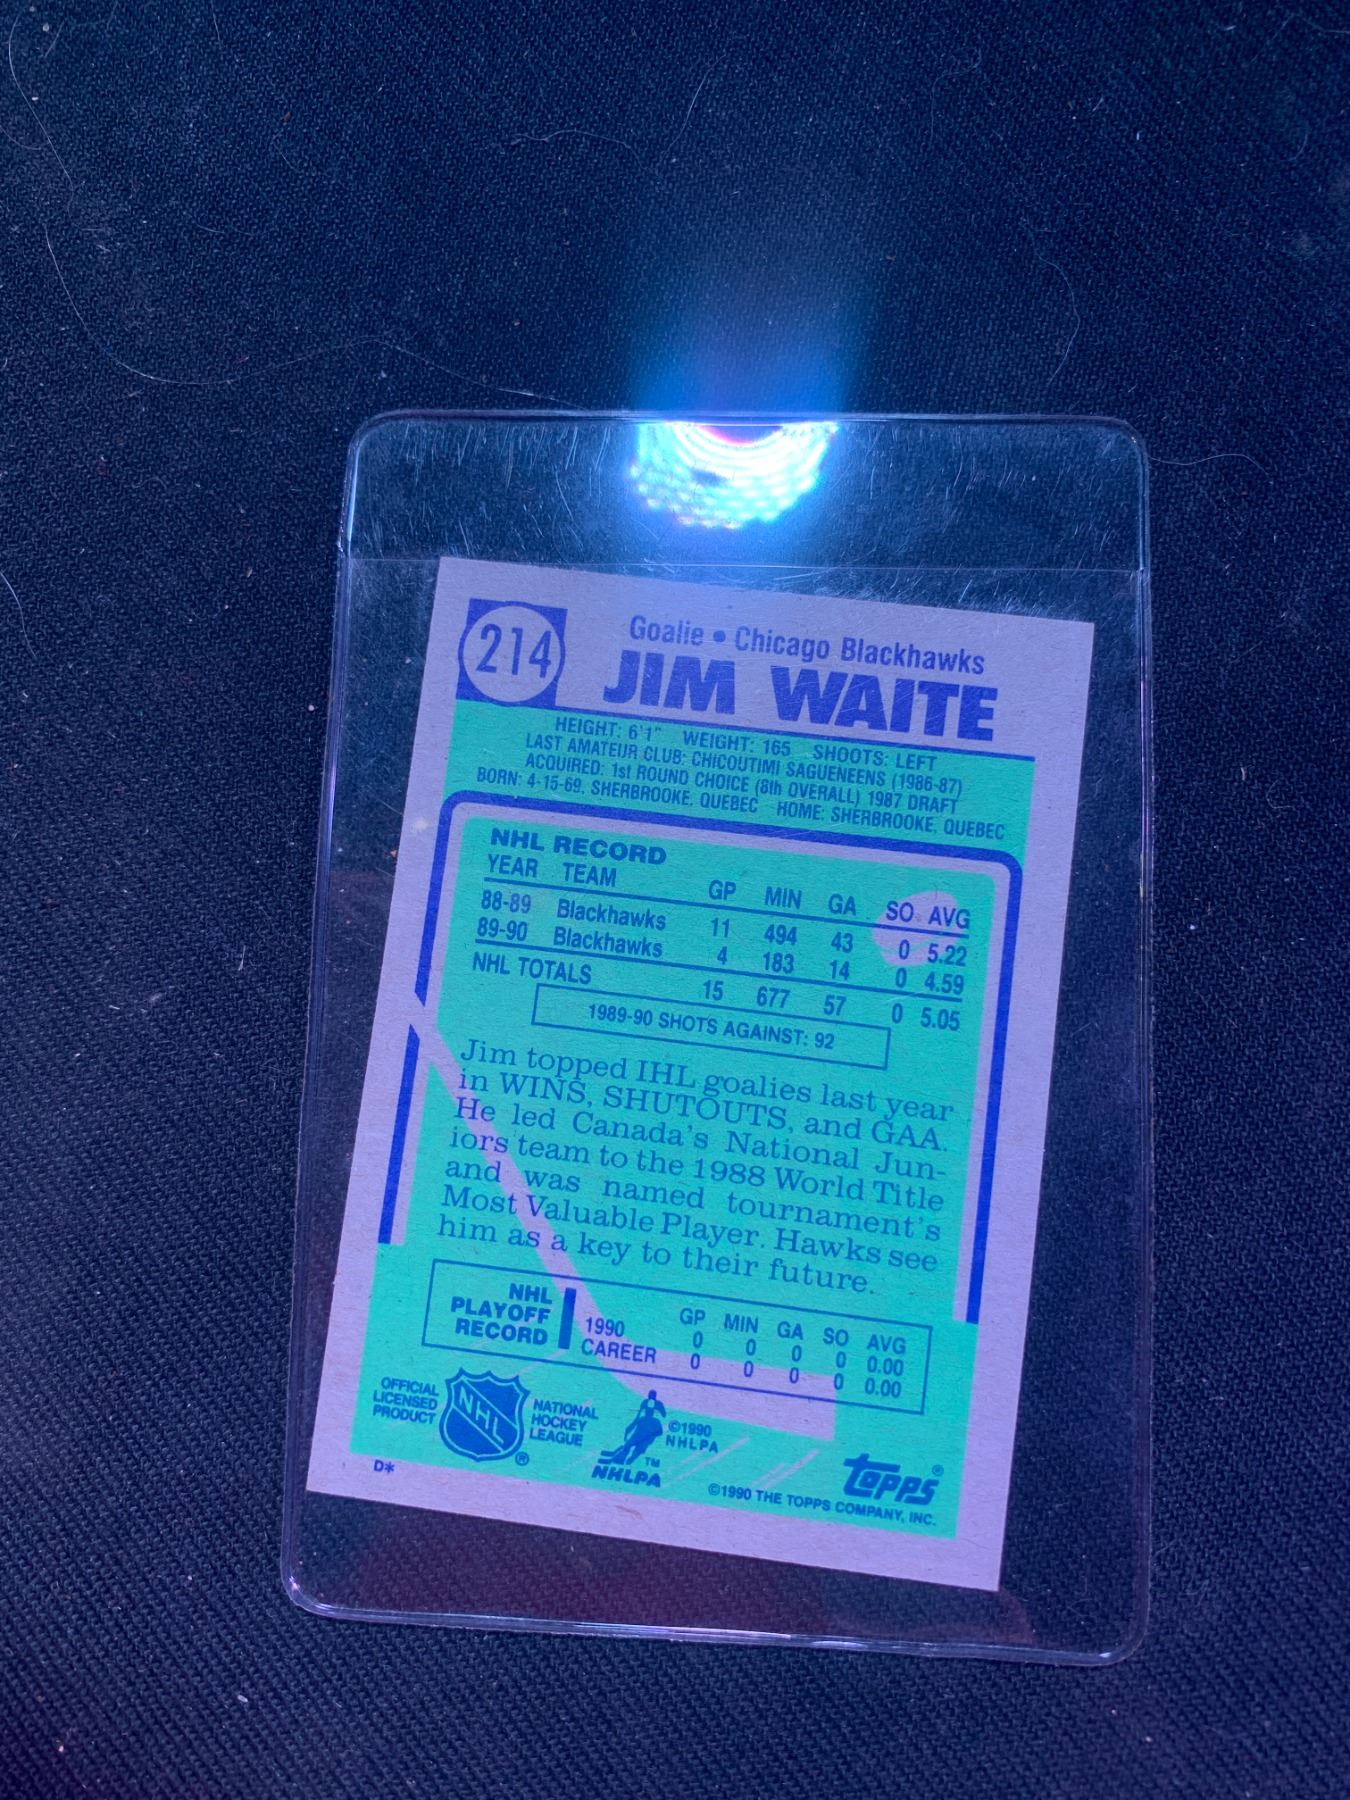 214
Goalie • Chicago Blackhawks
JIM WAITE
HEIGHT: 6'1" WEIGHT: 165 SHOOTS: LEFT
LAST AMATEUR CLUB: CHICOUTIMI SAGUENEENS (1986-87)
ACQUIRED: 1st ROUND CHOICE (8th OVERALL) 1987 DRAFT
BORN: 4-15-69, SHERBROOKE, QUEBEC HOME: SHERBROOKE, QUEBEC
NHL RECORD
YEAR TEAM GP MIN GA SO AVG
88-89 Blackhawks 11 494 43 0 5.22
89-90 Blackhawks 4 183 14 0 4.59
NHL TOTALS 15 677 57 0 5.05
1989-90 SHOTS AGAINST: 92
Jim topped IHL goalies last year
in WINS, SHUTOUTS, and GAA.
He led Canada's National Jun-
iors team to the 1988 World Title
and was named tournament's
Most Valuable Player. Hawks see
him as a key to their future.
NHL
PLAYOFF
RECORD
GP MIN GA SO AVG
1990 0 0 0 0 0.00
CAREER 0 0 0 0 0.00
OFFICIAL
LICENSED
PRODUCT
NHL
®
NATIONAL
HOCKEY
LEAGUE
©1990
NHLPA
TM
NHLPA
topps®
©1990 THE TOPPS COMPANY, INC.
D*